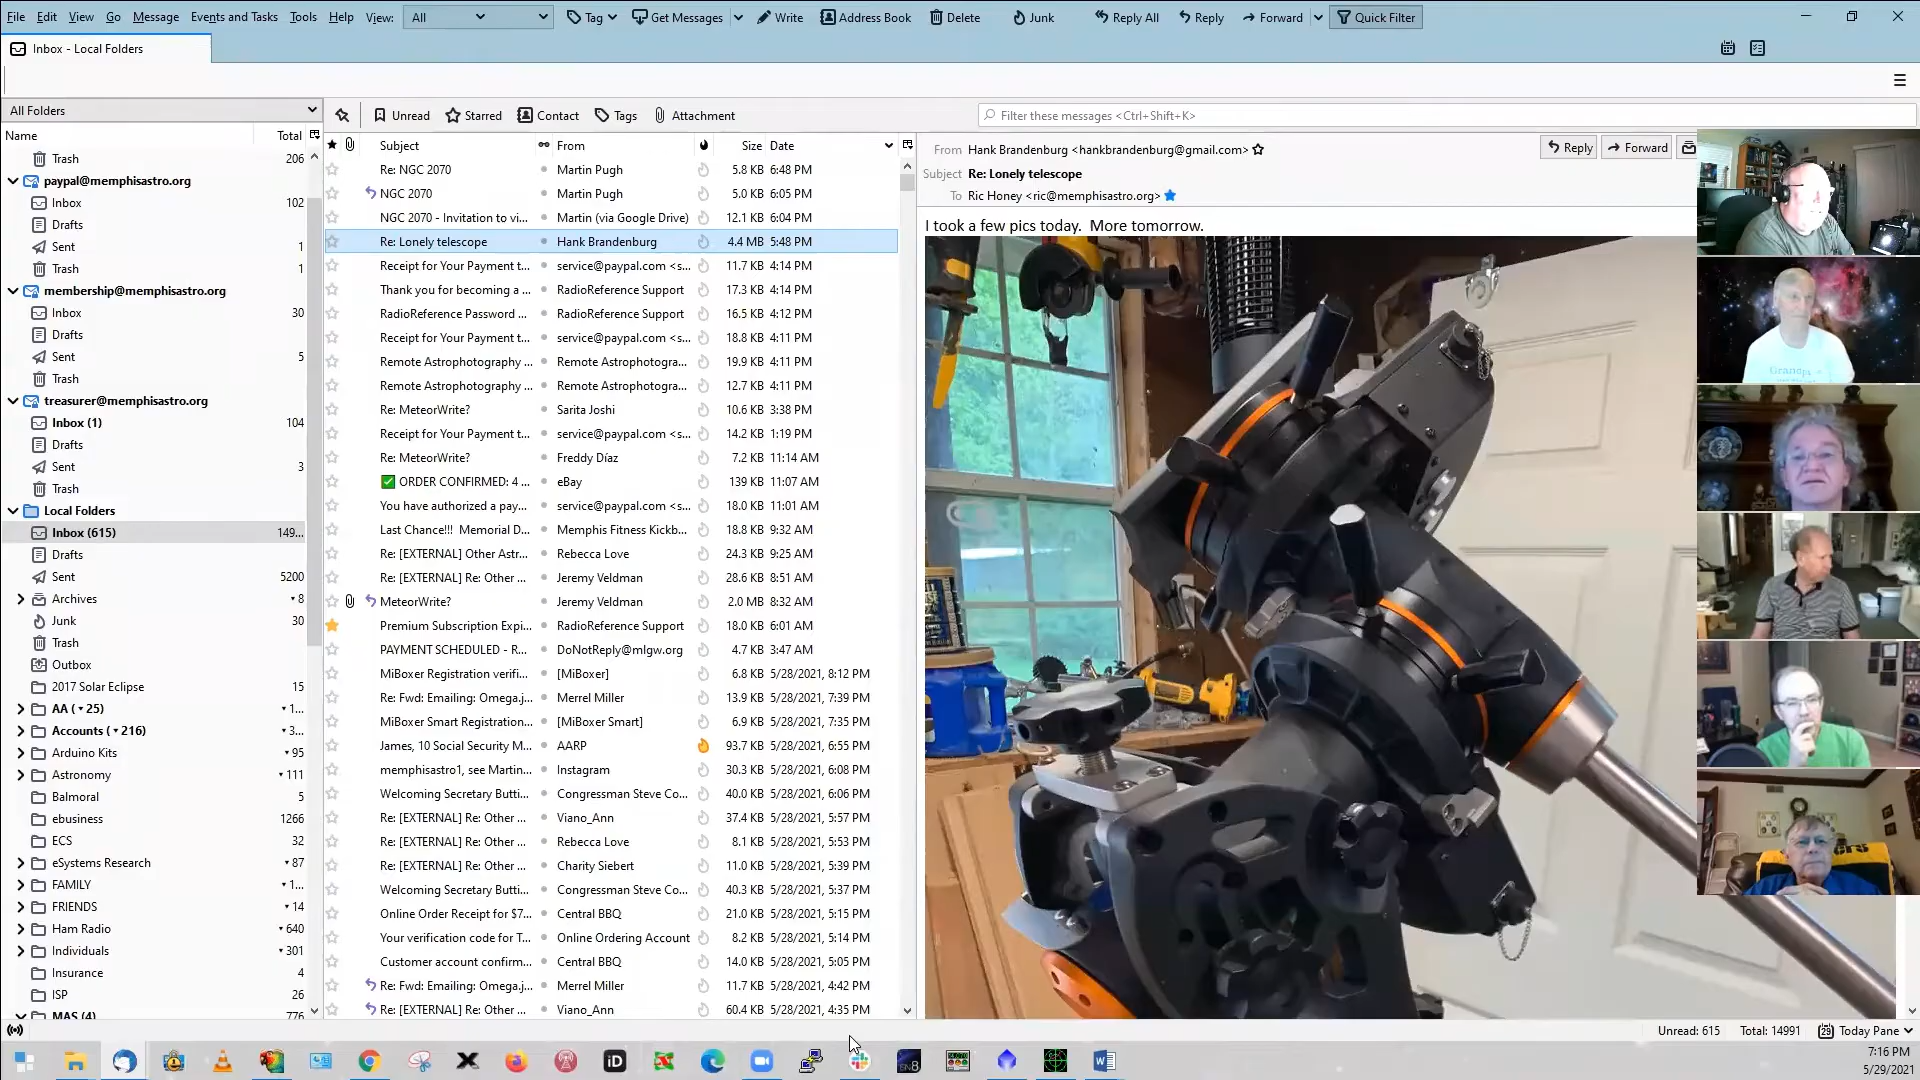 File Edit View Go Message Events and Tasks Tools Help View: All Tag Get Messages Write Address Book Delete Junk Reply All Reply Forward Quick Filter
Inbox - Local Folders
All Folders
Unread Starred Contact Tags Attachment
Filter these messages <Ctrl+Shift+K>
Name Total
Trash 206
paypal@memphisastro.org
Inbox 102
Drafts
Sent 1
Trash 1
membership@memphisastro.org
Inbox 30
Drafts
Sent 5
Trash
treasurer@memphisastro.org
Inbox (1) 104
Drafts
Sent 3
Trash
Local Folders
Inbox (615) 149...
Drafts
Sent 5200
Archives 8
Junk 30
Trash
Outbox
2017 Solar Eclipse 15
AA ( 25) 1...
Accounts ( 216) 3...
Arduino Kits 95
Astronomy 111
Balmoral 5
ebusiness 1266
ECS 32
eSystems Research 87
FAMILY 1...
FRIENDS 14
Ham Radio 640
Individuals 301
Insurance 4
ISP 26
MAS (4) 776
Subject From Size Date
Re: NGC 2070 Martin Pugh 5.8 KB 6:48 PM
NGC 2070 Martin Pugh 5.0 KB 6:05 PM
NGC 2070 - Invitation to vi... Martin (via Google Drive) 12.1 KB 6:04 PM
Re: Lonely telescope Hank Brandenburg 4.4 MB 5:48 PM
Receipt for Your Payment t... service@paypal.com <s... 11.7 KB 4:14 PM
Thank you for becoming a ... RadioReference Support 17.3 KB 4:14 PM
RadioReference Password ... RadioReference Support 16.5 KB 4:12 PM
Receipt for Your Payment t... service@paypal.com <s... 18.8 KB 4:11 PM
Remote Astrophotography ... Remote Astrophotogra... 19.9 KB 4:11 PM
Remote Astrophotography ... Remote Astrophotogra... 12.7 KB 4:11 PM
Re: MeteorWrite? Sarita Joshi 10.6 KB 3:38 PM
Receipt for Your Payment t... service@paypal.com <s... 14.2 KB 1:19 PM
Re: MeteorWrite? Freddy Díaz 7.2 KB 11:14 AM
ORDER CONFIRMED: 4 ... eBay 139 KB 11:07 AM
You have authorized a pay... service@paypal.com <s... 18.0 KB 11:01 AM
Last Chance!!! Memorial D... Memphis Fitness Kickb... 18.8 KB 9:32 AM
Re: [EXTERNAL] Other Astr... Rebecca Love 24.3 KB 9:25 AM
Re: [EXTERNAL] Re: Other ... Jeremy Veldman 28.6 KB 8:51 AM
MeteorWrite? Jeremy Veldman 2.0 MB 8:32 AM
Premium Subscription Expi... RadioReference Support 18.0 KB 6:01 AM
PAYMENT SCHEDULED - R... DoNotReply@mlgw.org 4.7 KB 3:47 AM
MiBoxer Registration verifi... [MiBoxer] 6.8 KB 5/28/2021, 8:12 PM
Re: Fwd: Emailing: Omega.j... Merrel Miller 13.9 KB 5/28/2021, 7:39 PM
MiBoxer Smart Registration... [MiBoxer Smart] 6.9 KB 5/28/2021, 7:35 PM
James, 10 Social Security M... AARP 93.7 KB 5/28/2021, 6:55 PM
memphisastro1, see Martin... Instagram 30.3 KB 5/28/2021, 6:08 PM
Welcoming Secretary Butti... Congressman Steve Co... 40.0 KB 5/28/2021, 6:06 PM
Re: [EXTERNAL] Re: Other ... Viano_Ann 37.4 KB 5/28/2021, 5:57 PM
Re: [EXTERNAL] Re: Other ... Rebecca Love 8.1 KB 5/28/2021, 5:53 PM
Re: [EXTERNAL] Re: Other ... Charity Siebert 11.0 KB 5/28/2021, 5:39 PM
Welcoming Secretary Butti... Congressman Steve Co... 40.3 KB 5/28/2021, 5:37 PM
Online Order Receipt for $7... Central BBQ 21.0 KB 5/28/2021, 5:15 PM
Your verification code for T... Online Ordering Account 8.2 KB 5/28/2021, 5:14 PM
Customer account confirm... Central BBQ 14.0 KB 5/28/2021, 5:05 PM
Re: Fwd: Emailing: Omega.j... Merrel Miller 11.7 KB 5/28/2021, 4:42 PM
Re: [EXTERNAL] Re: Other ... Viano_Ann 60.4 KB 5/28/2021, 4:35 PM
From Hank Brandenburg <hankbrandenburg@gmail.com> Reply Forward
Subject Re: Lonely telescope
To Ric Honey <ric@memphisastro.org>
I took a few pics today. More tomorrow.
Unread: 615 Total: 14991 29 Today Pane
iD
7:16 PM
5/29/2021